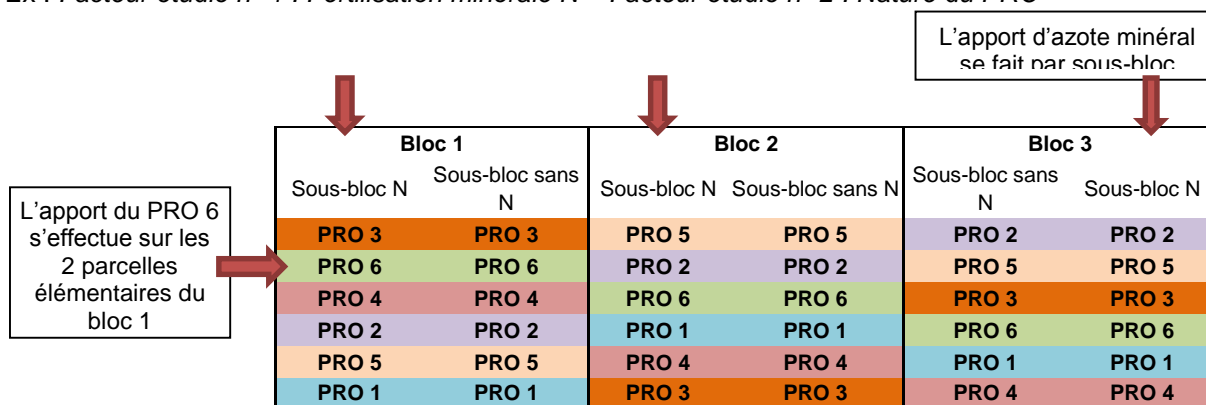 L'apport d'azote minéral
se fait par sous-bloc
Bloc 1 Bloc 2 Bloc 3
Sous-bloc N Sous-bloc sans N Sous-bloc N Sous-bloc sans N Sous-bloc sans N Sous-bloc N
L'apport du PRO 6
s'effectue sur les
2 parcelles
élémentaires du
bloc 1
PRO 3 PRO 3 PRO 5 PRO 5 PRO 2 PRO 2
PRO 6 PRO 6 PRO 2 PRO 2 PRO 5 PRO 5
PRO 4 PRO 4 PRO 6 PRO 6 PRO 3 PRO 3
PRO 2 PRO 2 PRO 1 PRO 1 PRO 6 PRO 6
PRO 5 PRO 5 PRO 4 PRO 4 PRO 1 PRO 1
PRO 1 PRO 1 PRO 3 PRO 3 PRO 4 PRO 4